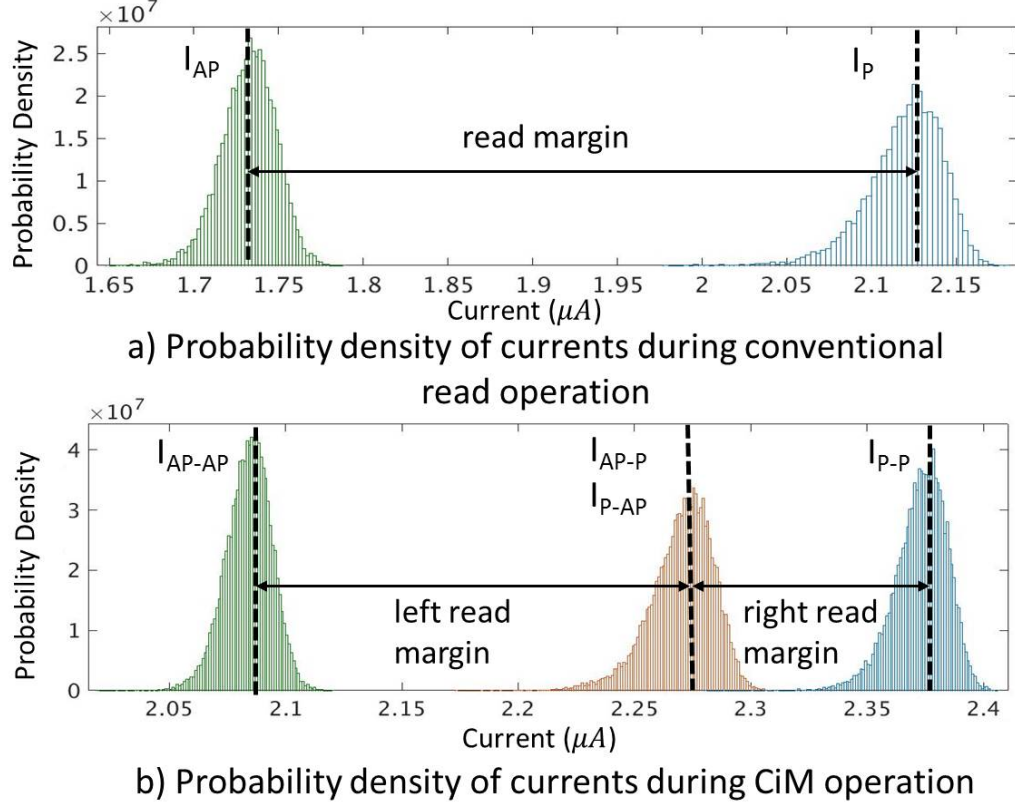 ×10⁷
2.5
2
1.5
1
0.5
0
Probability Density
I_AP
I_P
read margin
1.65 1.7 1.75 1.8 1.85 1.9 1.95 2 2.05 2.1 2.15
Current (μA)
a) Probability density of currents during conventional
read operation
×10⁷
4
3
2
1
0
Probability Density
I_AP-AP
I_AP-P
I_P-AP
I_P-P
left read
margin
right read
margin
2.05 2.1 2.15 2.2 2.25 2.3 2.35 2.4
Current (μA)
b) Probability density of currents during CiM operation